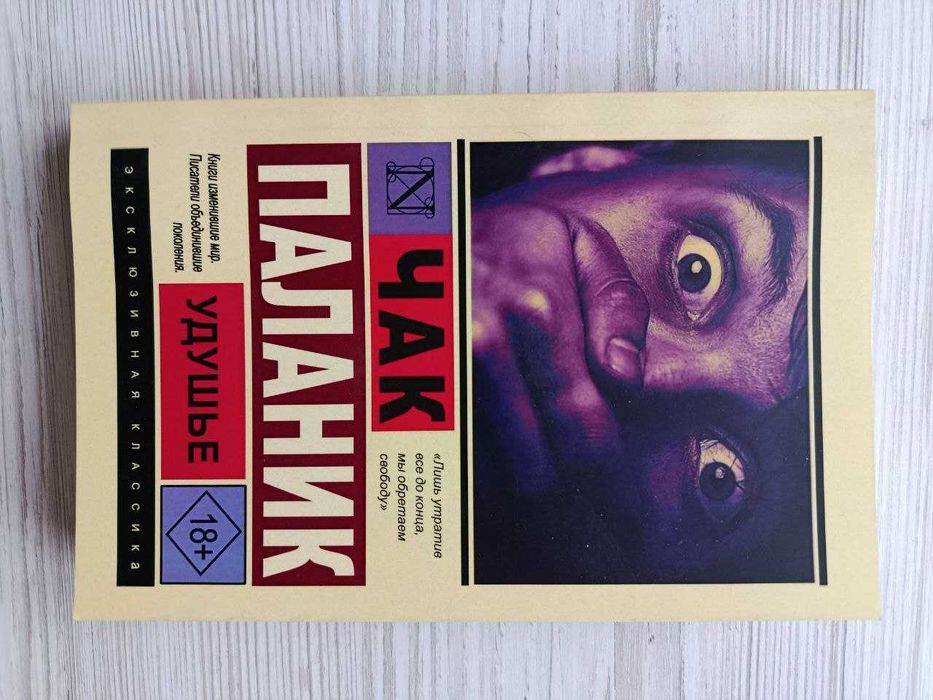 «Лишь утратив
все до конца,
мы обретаем
свободу»
ЧАК
ПАЛАНИК
Книги изменившие мир.
Писатели объединившие
поколения.
УДУШЬЕ
18+
эксклюзивная классика